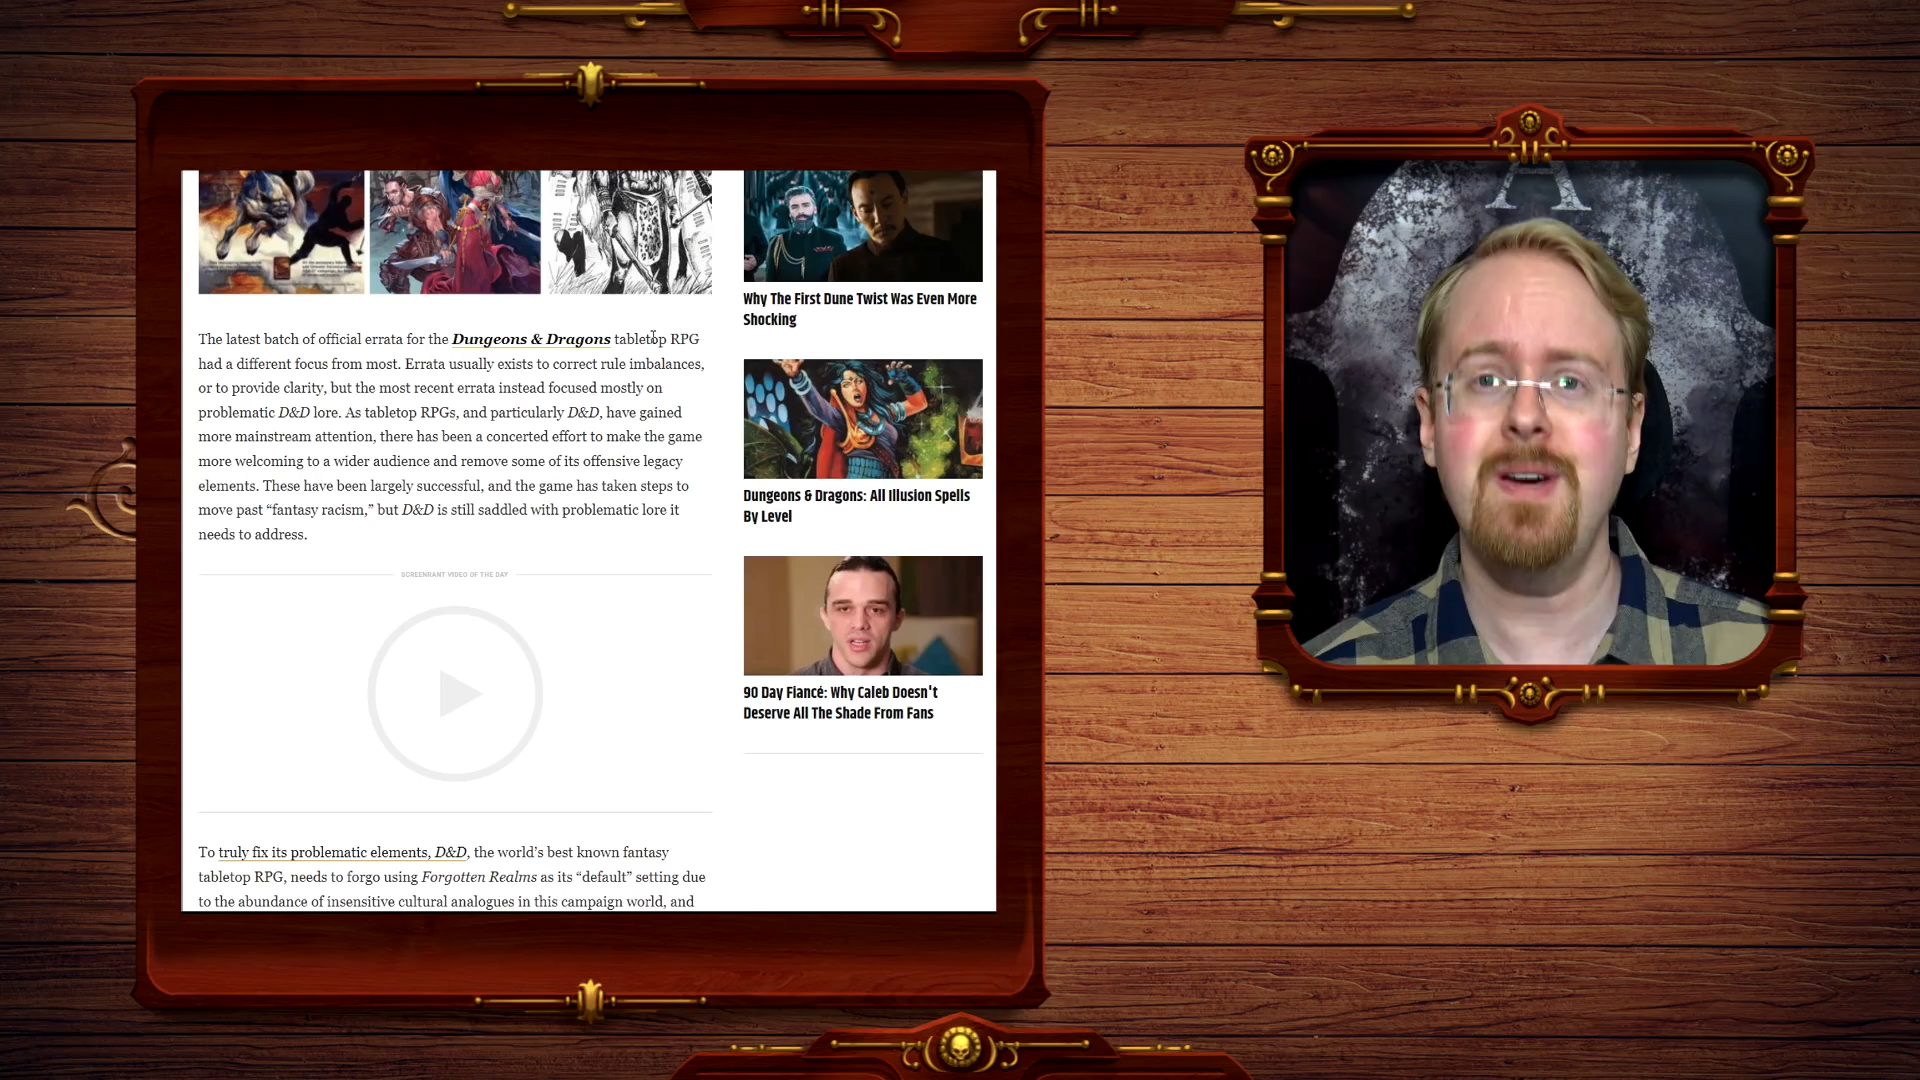 The latest batch of official errata for the Dungeons & Dragons tabletop RPG
had a different focus from most. Errata usually exists to correct rule imbalances,
or to provide clarity, but the most recent errata instead focused mostly on
problematic D&D lore. As tabletop RPGs, and particularly D&D, have gained
more mainstream attention, there has been a concerted effort to make the game
more welcoming to a wider audience and remove some of its offensive legacy
elements. These have been largely successful, and the game has taken steps to
move past “fantasy racism,” but D&D is still saddled with problematic lore it
needs to address.
SCREENRANT VIDEO OF THE DAY
To truly fix its problematic elements, D&D, the world’s best known fantasy
tabletop RPG, needs to forgo using Forgotten Realms as its “default” setting due
to the abundance of insensitive cultural analogues in this campaign world, and
Why The First Dune Twist Was Even More
Shocking
Dungeons & Dragons: All Illusion Spells
By Level
90 Day Fiancé: Why Caleb Doesn't
Deserve All The Shade From Fans
A